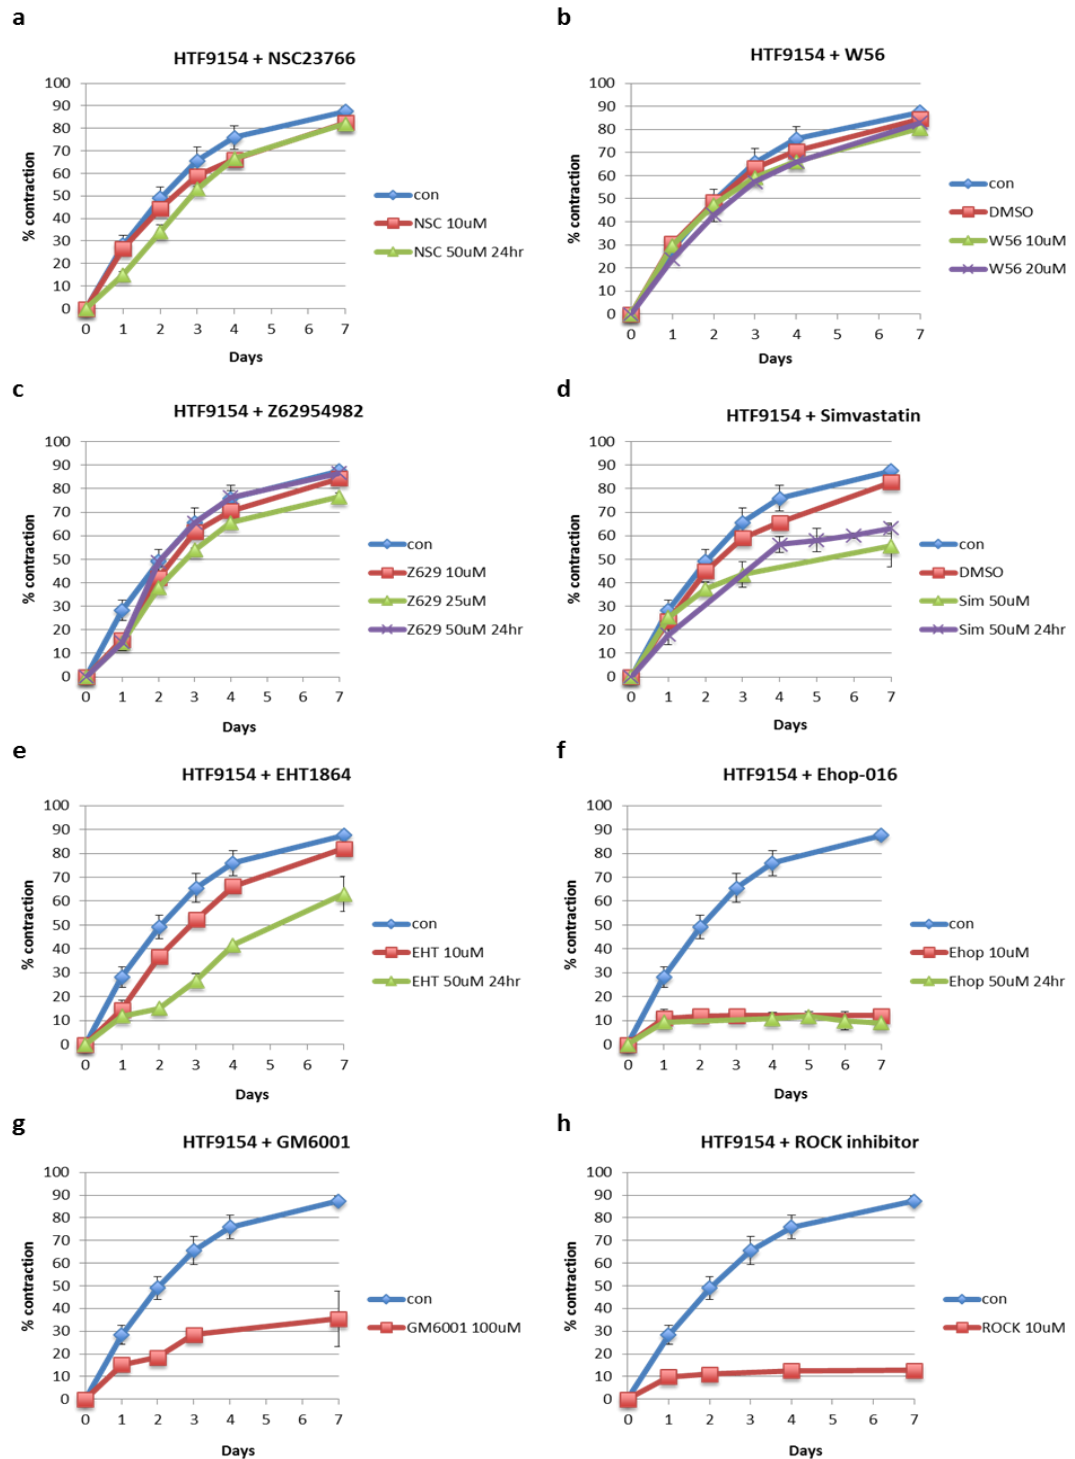 a
HTF9154 + NSC23766
100
90
80
70
60
50
40
30
20
10
0
% contraction
0 1 2 3 4 5 6 7
Days
con
NSC 10uM
NSC 50uM 24hr
b
HTF9154 + W56
100
90
80
70
60
50
40
30
20
10
0
% contraction
0 1 2 3 4 5 6 7
Days
con
DMSO
W56 10uM
W56 20uM
c
HTF9154 + Z62954982
100
90
80
70
60
50
40
30
20
10
0
% contraction
0 1 2 3 4 5 6 7
Days
con
Z629 10uM
Z629 25uM
Z629 50uM 24hr
d
HTF9154 + Simvastatin
100
90
80
70
60
50
40
30
20
10
0
% contraction
0 1 2 3 4 5 6 7
Days
con
DMSO
Sim 50uM
Sim 50uM 24hr
e
HTF9154 + EHT1864
100
90
80
70
60
50
40
30
20
10
0
% contraction
0 1 2 3 4 5 6 7
Days
con
EHT 10uM
EHT 50uM 24hr
f
HTF9154 + Ehop-016
100
90
80
70
60
50
40
30
20
10
0
% contraction
0 1 2 3 4 5 6 7
Days
con
Ehop 10uM
Ehop 50uM 24hr
g
HTF9154 + GM6001
100
90
80
70
60
50
40
30
20
10
0
% contraction
0 1 2 3 4 5 6 7
Days
con
GM6001 100uM
h
HTF9154 + ROCK inhibitor
100
90
80
70
60
50
40
30
20
10
0
% contraction
0 1 2 3 4 5 6 7
Days
con
ROCK 10uM